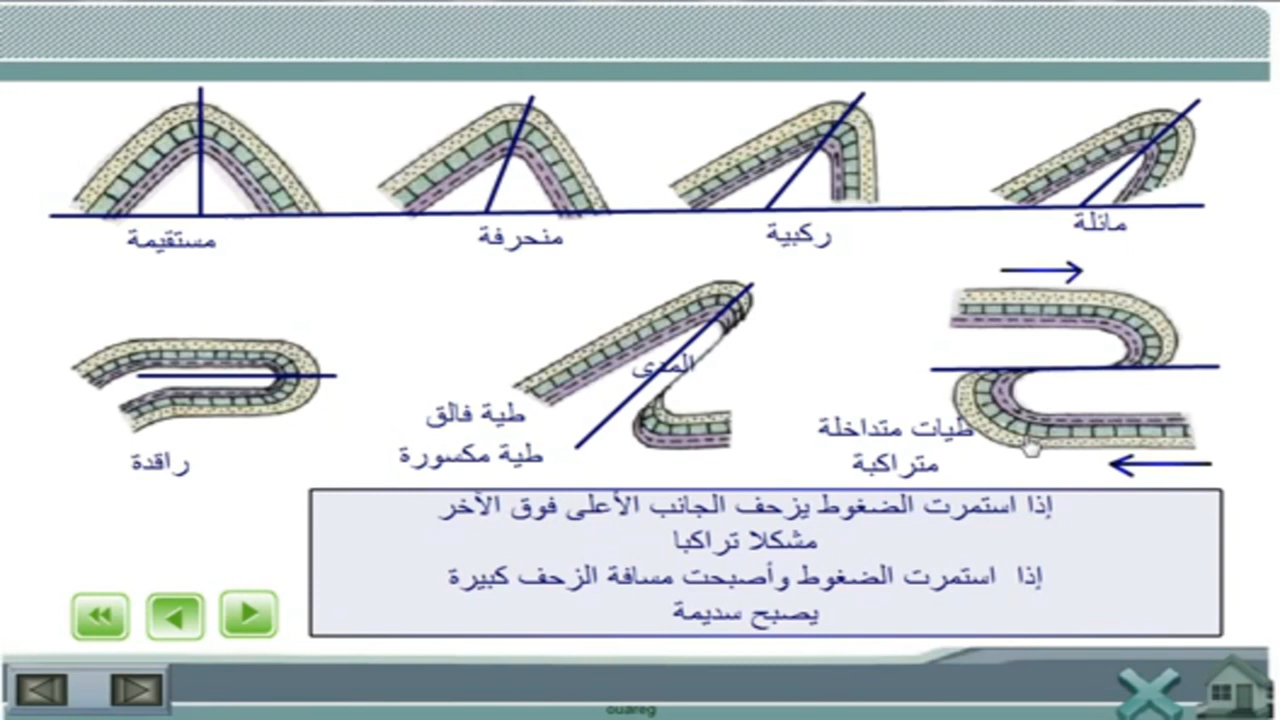 مستقيمة
منحرفة
ركبية
مائلة
المدى
طية فالق
طية مكسورة
طيات متداخلة
متراكبة
راقدة
إذا استمرت الضغوط يزحف الجانب الأعلى فوق الآخر
مشكلا تراكبا
إذا استمرت الضغوط وأصبحت مسافة الزحف كبيرة
يصبح سديمة
ouareg